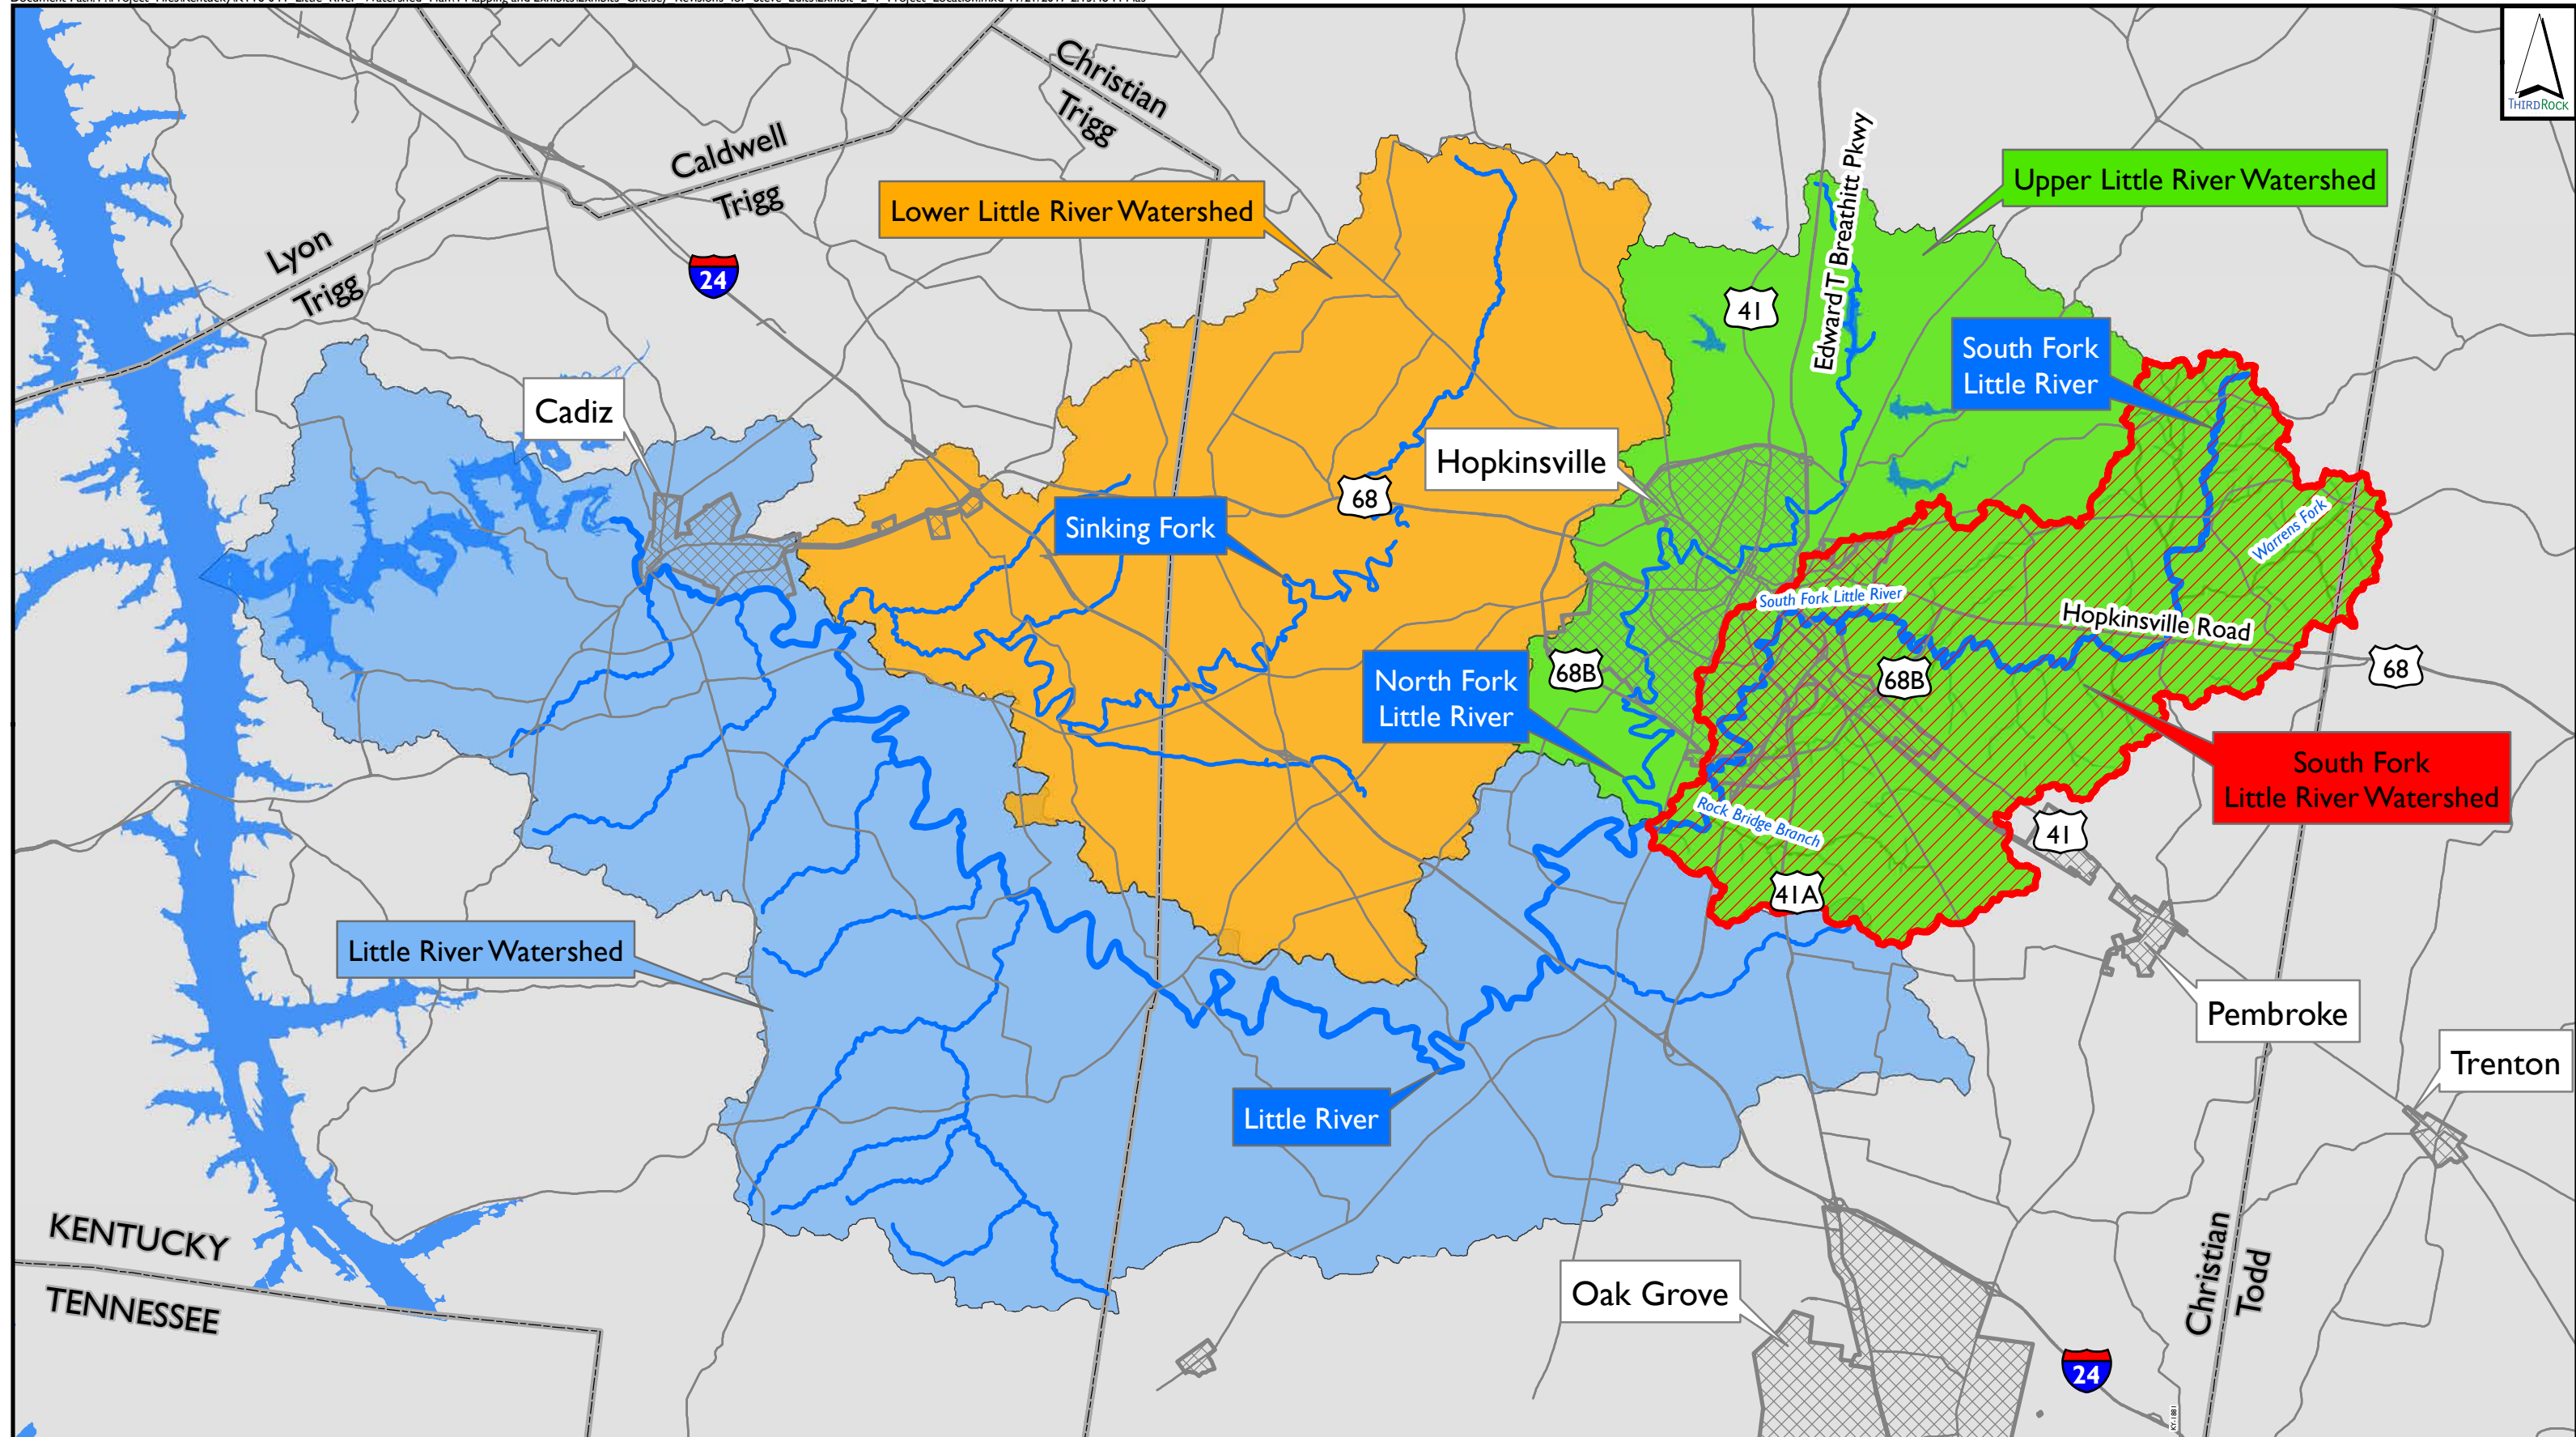 Christian
Trigg
Caldwell
Trigg
Lyon
Trigg
24
Lower Little River Watershed
Edward T Breathitt Pkwy
Upper Little River Watershed
THIRDROCK
41
South Fork
Little River
Cadiz
Hopkinsville
68
Sinking Fork
Warrens Fork
South Fork Little River
Hopkinsville Road
68B
68B
68
North Fork
Little River
South Fork
Little River Watershed
Rock Bridge Branch
41
41A
Little River Watershed
Pembroke
Trenton
Little River
KENTUCKY
TENNESSEE
Oak Grove
Christian
Todd
24
KY-1881